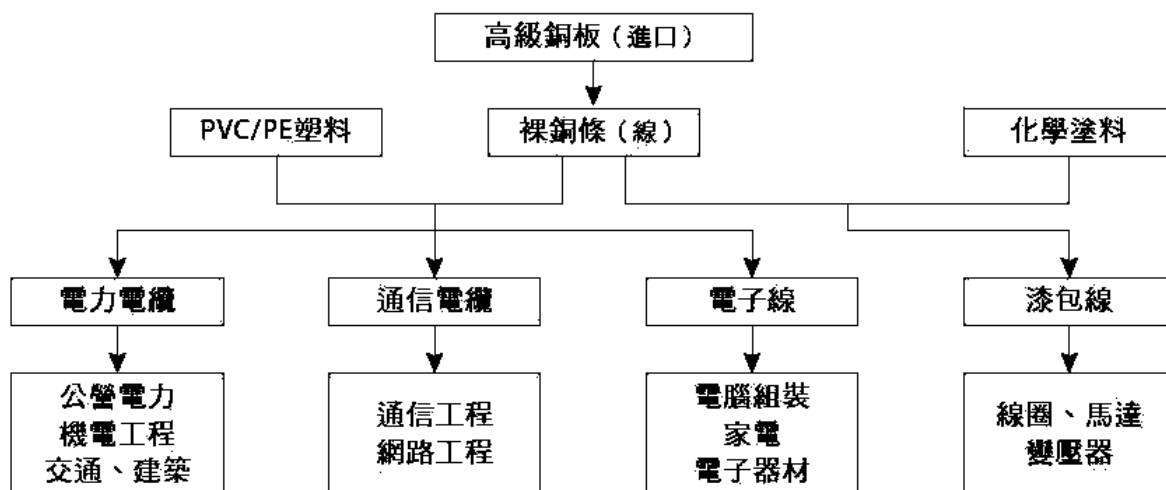 高級銅板（進口）
PVC/PE塑料
裸銅條（線）
化學塗料
電力電纜
通信電纜
電子線
漆包線
公營電力
機電工程
交通、建築
通信工程
網路工程
電腦組裝
家電
電子器材
線圈、馬達
變壓器